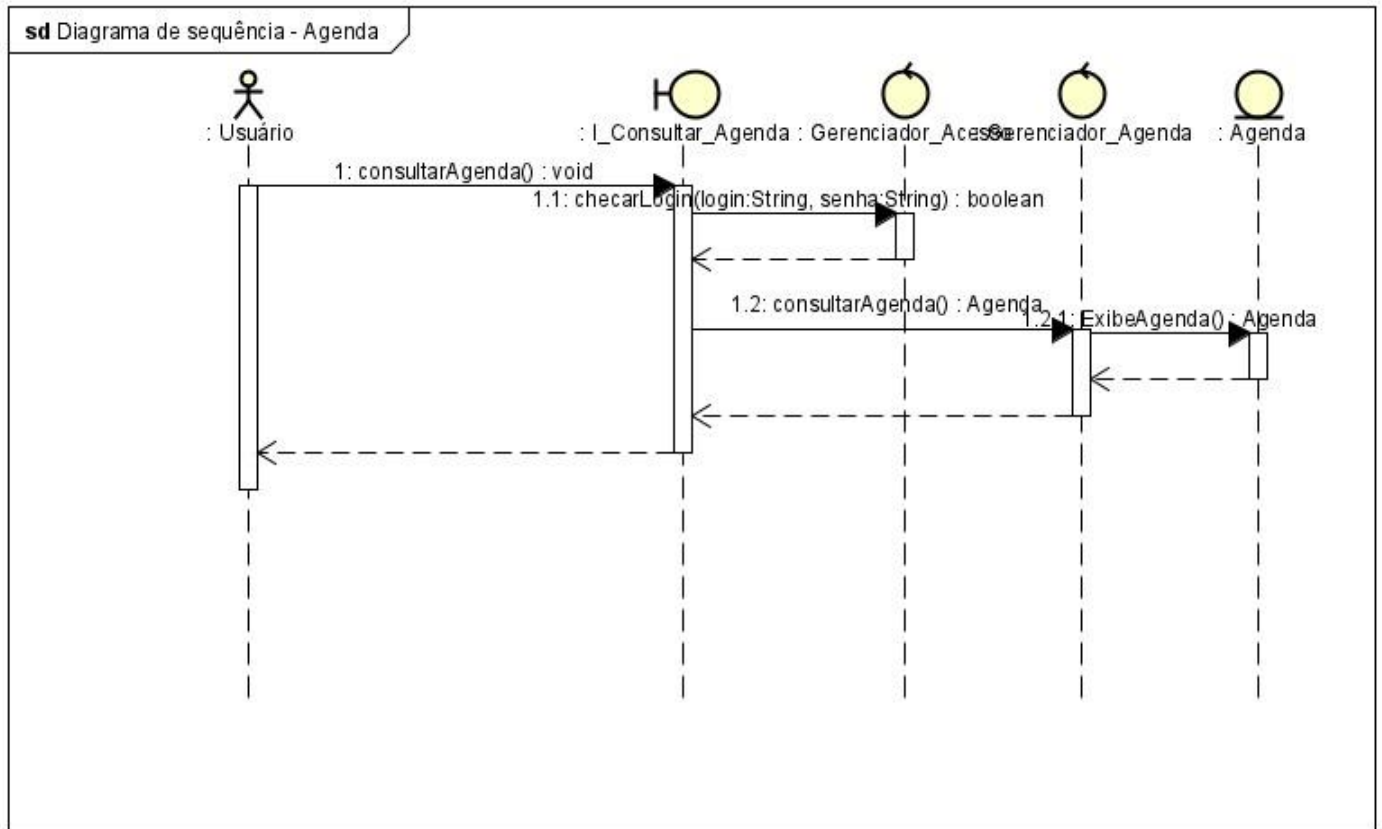 sd Diagrama de sequência - Agenda
: Usuário
: I_Consultar_Agenda
: Gerenciador_Acesso
: Gerenciador_Agenda
: Agenda
1: consultarAgenda() : void
1.1: checarLogin(login:String, senha:String) : boolean
1.2: consultarAgenda() : Agenda
1.2.1: ExibeAgenda() : Agenda